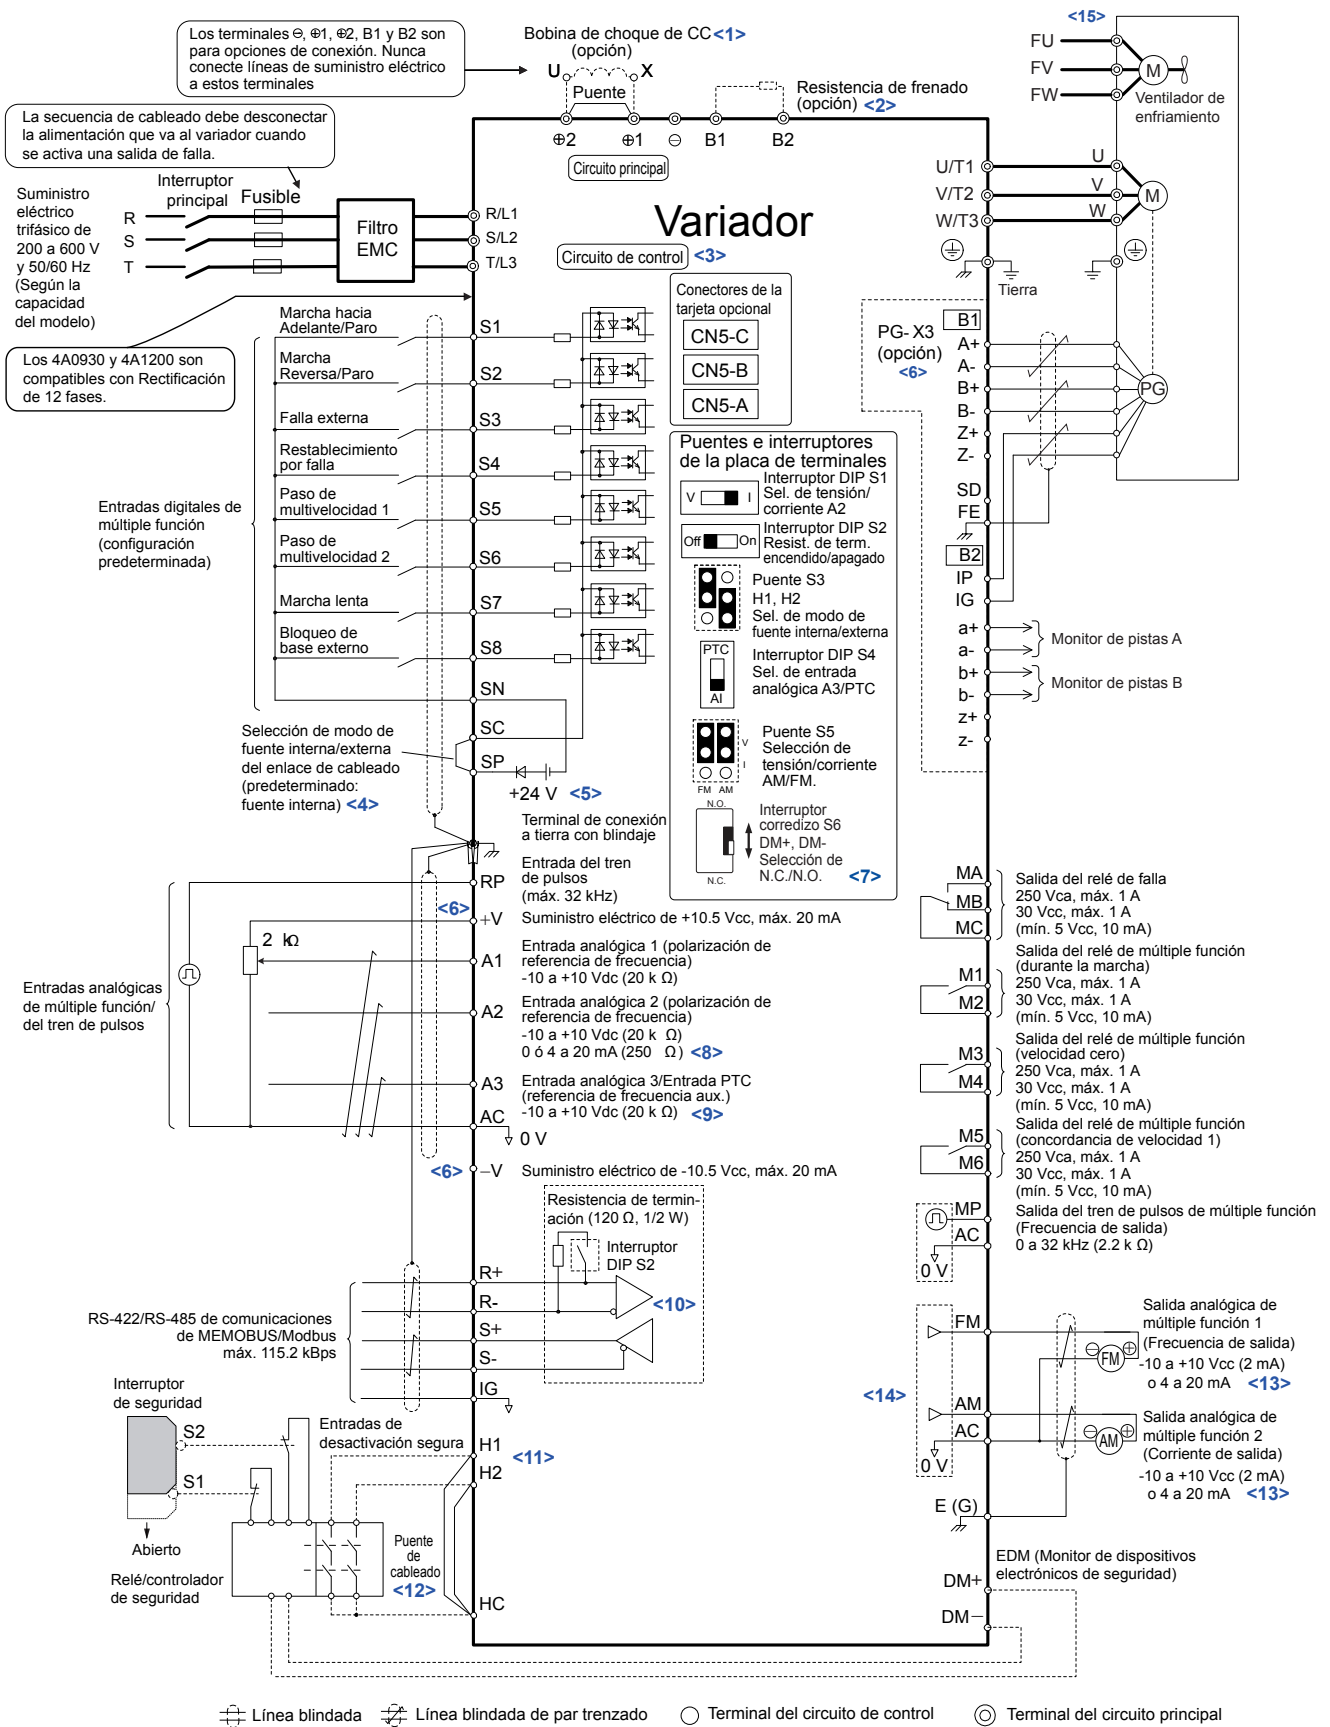 Los terminales ⊖, ⊕1, ⊕2, B1 y B2 son
para opciones de conexión. Nunca
conecte líneas de suministro eléctrico
a estos terminales
Bobina de choque de CC <1>
(opción)
U X
Puente
Resistencia de frenado
(opción) <2>
<15>
FU
FV
FW
M
Ventilador de
enfriamiento
La secuencia de cableado debe desconectar
la alimentación que va al variador cuando
se activa una salida de falla.
⊕2 ⊕1 ⊖ B1 B2
Circuito principal
Suministro
eléctrico
trifásico de
200 a 600 V
y 50/60 Hz
(Según la
capacidad
del modelo)
Interruptor
principal
Fusible
R
S
T
Filtro
EMC
R/L1
S/L2
T/L3
Variador
U/T1
V/T2
W/T3
U
V
W
M
Tierra
Circuito de control <3>
Los 4A0930 y 4A1200 son
compatibles con Rectificación
de 12 fases.
Conectores de la
tarjeta opcional
CN5-C
CN5-B
CN5-A
Entradas digitales de
múltiple función
(configuración
predeterminada)
Marcha hacia
Adelante/Paro
S1
Marcha
Reversa/Paro
S2
Falla externa
S3
Restablecimiento
por falla
S4
Paso de
multivelocidad 1
S5
Paso de
multivelocidad 2
S6
Marcha lenta
S7
Bloqueo de
base externo
S8
SN
SC
SP
Selección de modo de
fuente interna/externa
del enlace de cableado
(predeterminado:
fuente interna) <4>
+24 V <5>
Puentes e interruptores
de la placa de terminales
V I
Interruptor DIP S1
Sel. de tensión/
corriente A2
Off On
Interruptor DIP S2
Resist. de term.
encendido/apagado
Puente S3
H1, H2
Sel. de modo de
fuente interna/externa
PTC
AI
Interruptor DIP S4
Sel. de entrada
analógica A3/PTC
V
I
FM AM
Puente S5
Selección de
tensión/corriente
AM/FM.
N.O.
N.C.
Interruptor
corredizo S6
DM+, DM-
Selección de
N.C./N.O. <7>
PG- X3
(opción)
<6>
B1
A+
A-
B+
B-
Z+
Z-
SD
FE
PG
B2
IP
IG
a+
a-
b+
b-
z+
z-
Monitor de pistas A
Monitor de pistas B
Terminal de conexión
a tierra con blindaje
RP
Entrada del tren
de pulsos
(máx. 32 kHz)
<6>
+V
Suministro eléctrico de +10.5 Vcc, máx. 20 mA
2 kΩ
Entradas analógicas
de múltiple función/
del tren de pulsos
A1
Entrada analógica 1 (polarización de
referencia de frecuencia)
-10 a +10 Vdc (20 k Ω)
A2
Entrada analógica 2 (polarización de
referencia de frecuencia)
-10 a +10 Vdc (20 k Ω)
0 ó 4 a 20 mA (250 Ω) <8>
A3
Entrada analógica 3/Entrada PTC
(referencia de frecuencia aux.)
-10 a +10 Vdc (20 k Ω) <9>
AC
0 V
<6>
−V
Suministro eléctrico de -10.5 Vcc, máx. 20 mA
MA
MB
MC
Salida del relé de falla
250 Vca, máx. 1 A
30 Vcc, máx. 1 A
(mín. 5 Vcc, 10 mA)
M1
M2
Salida del relé de múltiple función
(durante la marcha)
250 Vca, máx. 1 A
30 Vcc, máx. 1 A
(mín. 5 Vcc, 10 mA)
M3
M4
Salida del relé de múltiple función
(velocidad cero)
250 Vca, máx. 1 A
30 Vcc, máx. 1 A
(mín. 5 Vcc, 10 mA)
M5
M6
Salida del relé de múltiple función
(concordancia de velocidad 1)
250 Vca, máx. 1 A
30 Vcc, máx. 1 A
(mín. 5 Vcc, 10 mA)
MP
AC
0 V
Salida del tren de pulsos de múltiple función
(Frecuencia de salida)
0 a 32 kHz (2.2 k Ω)
Resistencia de termin-
ación (120 Ω, 1/2 W)
Interruptor
DIP S2
<10>
RS-422/RS-485 de comunicaciones
de MEMOBUS/Modbus
máx. 115.2 kBps
R+
R-
S+
S-
IG
<14>
FM
AM
AC
0 V
E (G)
FM
Salida analógica de
múltiple función 1
(Frecuencia de salida)
-10 a +10 Vcc (2 mA)
o 4 a 20 mA <13>
AM
Salida analógica de
múltiple función 2
(Corriente de salida)
-10 a +10 Vcc (2 mA)
o 4 a 20 mA <13>
Interruptor
de seguridad
S2
S1
Abierto
Relé/controlador
de seguridad
Entradas de
desactivación segura
H1
<11>
H2
Puente
de
cableado
<12>
HC
EDM (Monitor de dispositivos
electrónicos de seguridad)
DM+
DM−
Línea blindada
Línea blindada de par trenzado
Terminal del circuito de control
Terminal del circuito principal